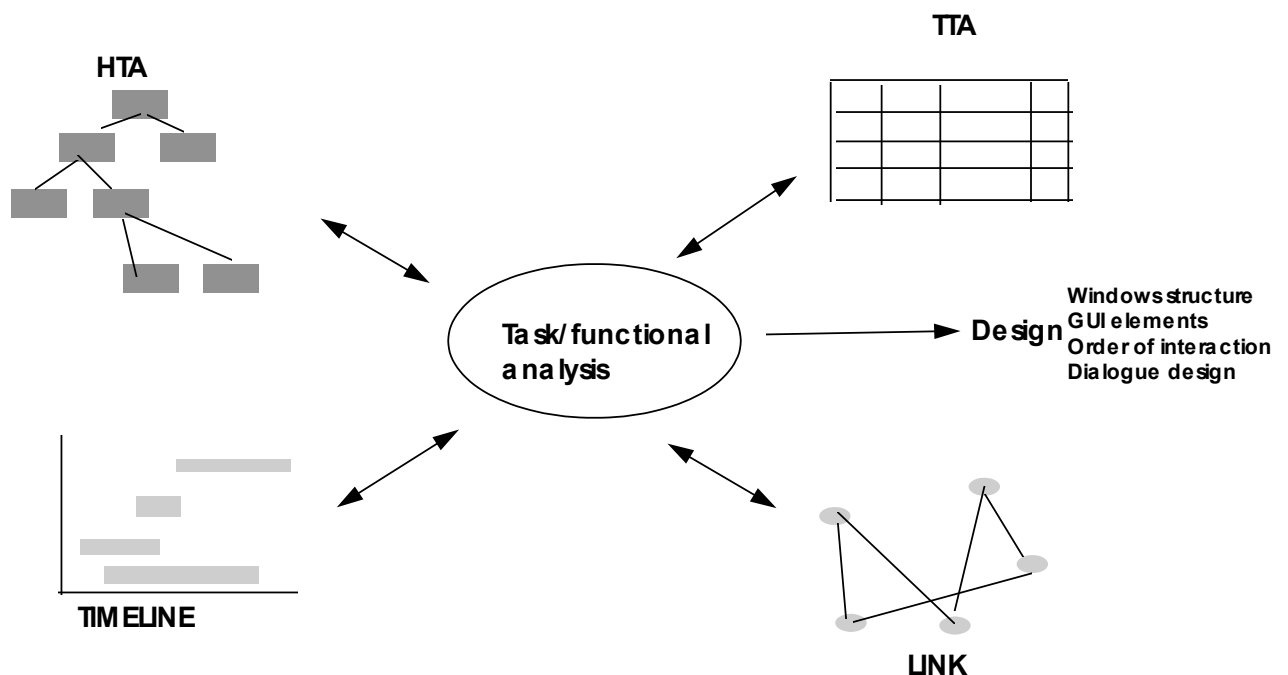 TTA
HTA
Task/functional
analysis
Design
Windows structure
GUI elements
Order of interaction
Dialogue design
TIMELINE
LINK